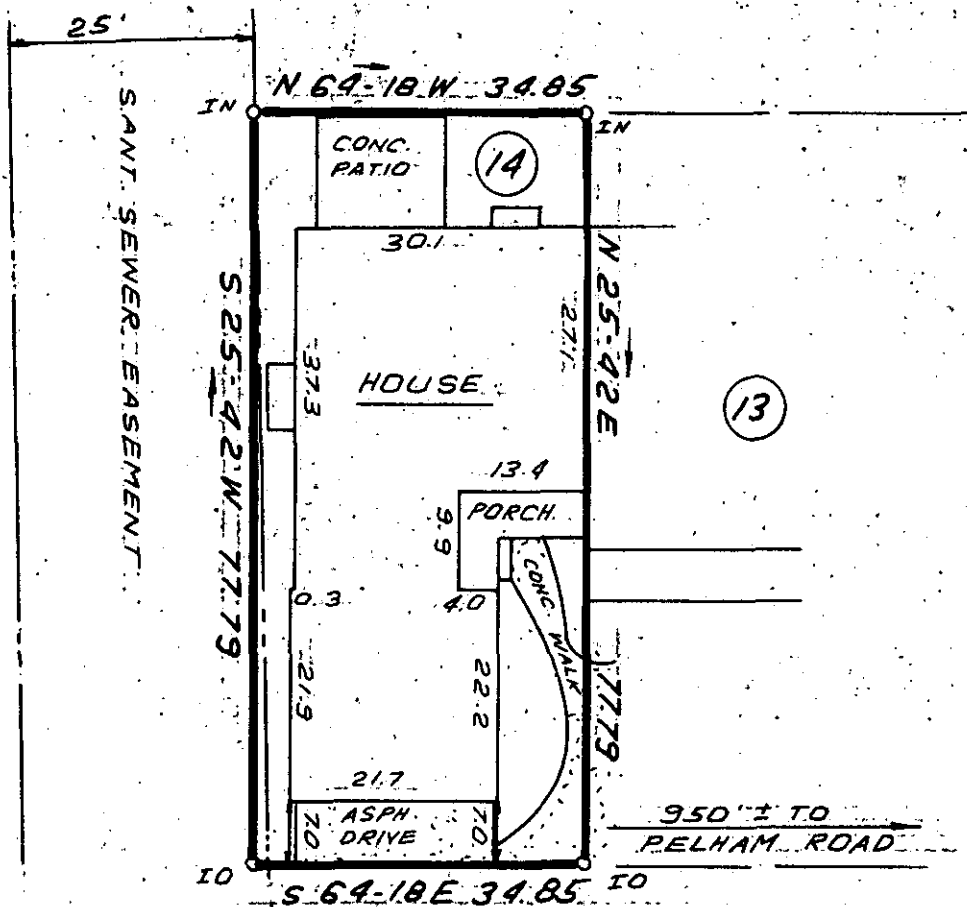 25'
N 64-18 W 34.85
IN
IN
SANT. SEWER EASEMENT
CONC.
PATIO
14
30.1
S 25-42 W 77.79
37.3
HOUSE
27.1
N 25-42 E
77.79
13
13.4
9.9
PORCH
0.3
4.0
CONC. WALK
21.9
22.2
21.7
7.0
ASPH.
DRIVE
7.0
950' ± TO
PELHAM ROAD
IO
IO
S 64-18 E 34.85